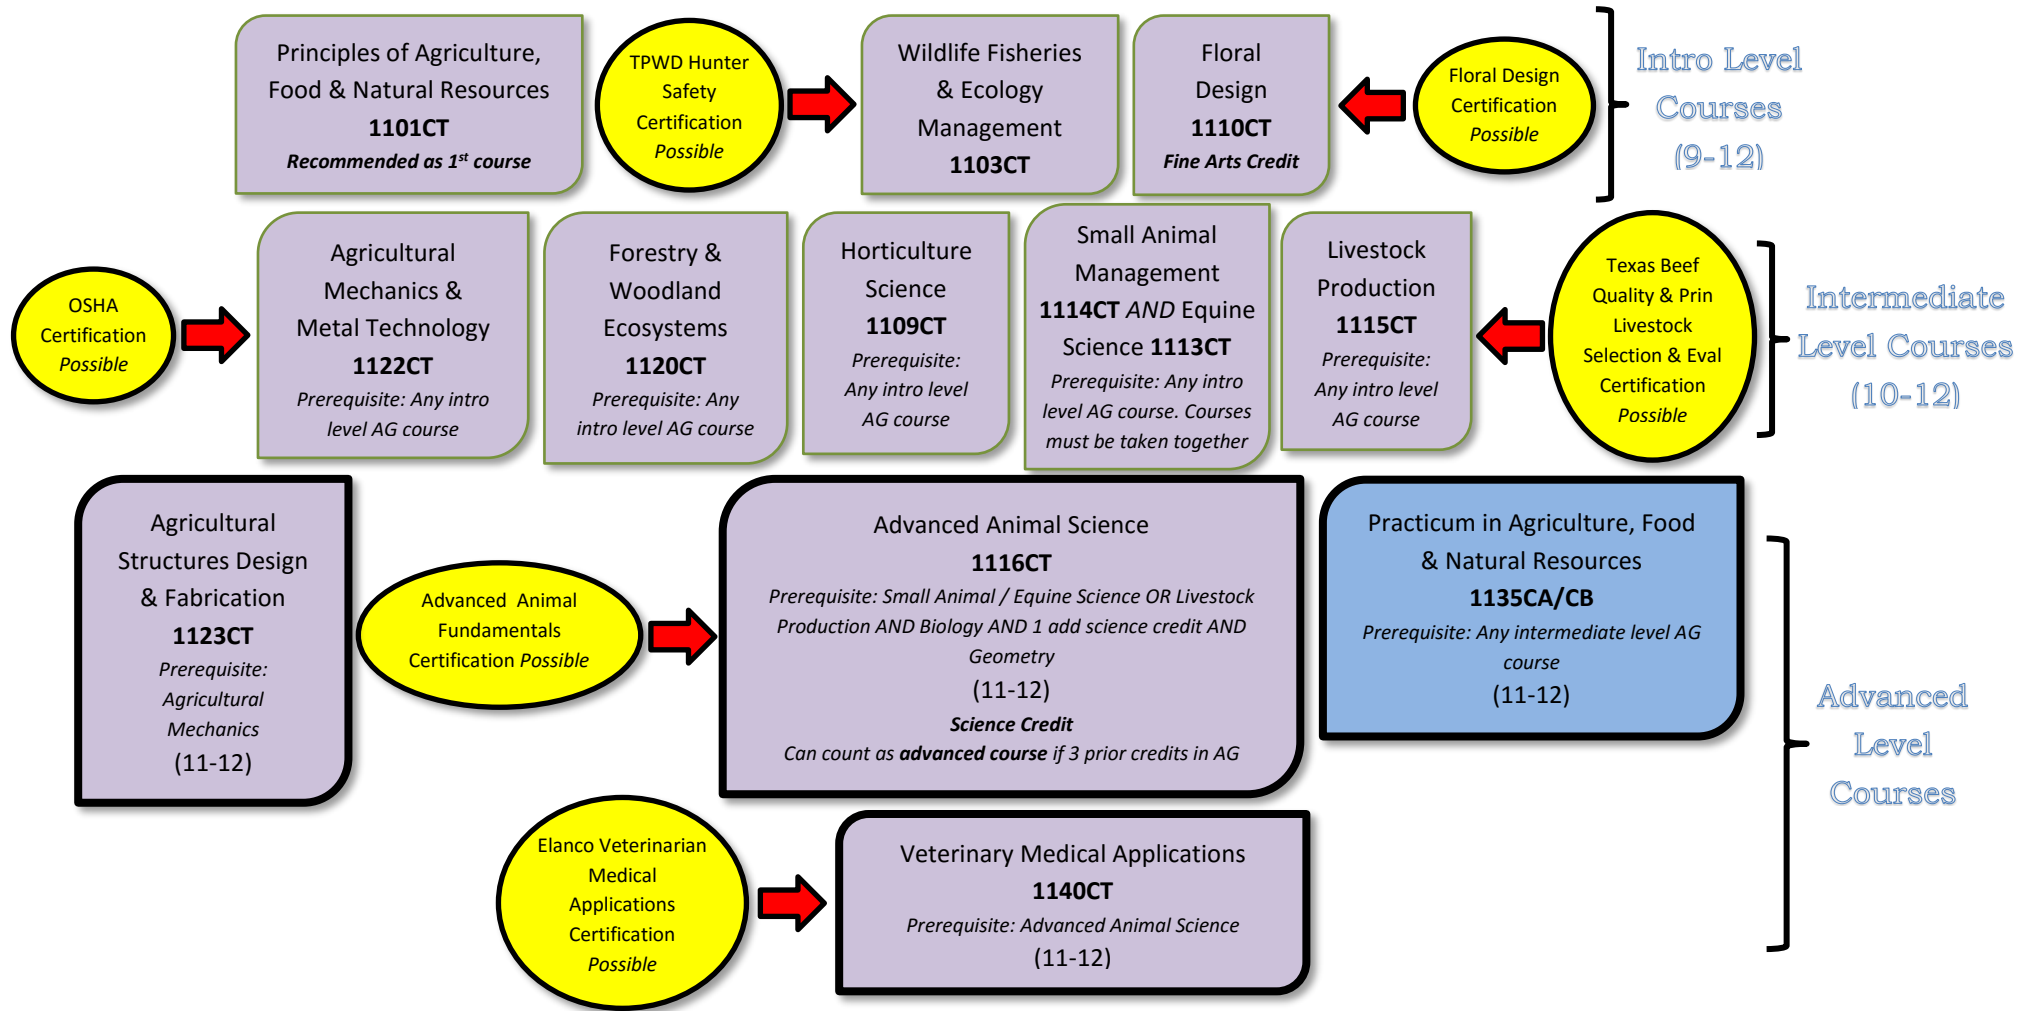 Principles of Agriculture,
Food & Natural Resources
1101CT
Recommended as 1st course
TPWD Hunter
Safety
Certification
Possible
Wildlife Fisheries
& Ecology
Management
1103CT
Floral
Design
1110CT
Fine Arts Credit
Floral Design
Certification
Possible
Intro Level
Courses
(9-12)
OSHA
Certification
Possible
Agricultural
Mechanics &
Metal Technology
1122CT
Prerequisite: Any intro
level AG course
Forestry &
Woodland
Ecosystems
1120CT
Prerequisite: Any
intro level AG course
Horticulture
Science
1109CT
Prerequisite:
Any intro level
AG course
Small Animal
Management
1114CT AND Equine
Science 1113CT
Prerequisite: Any intro
level AG course. Courses
must be taken together
Livestock
Production
1115CT
Prerequisite:
Any intro level
AG course
Texas Beef
Quality & Prin
Livestock
Selection & Eval
Certification
Possible
Intermediate
Level Courses
(10-12)
Agricultural
Structures Design
& Fabrication
1123CT
Prerequisite:
Agricultural
Mechanics
(11-12)
Advanced  Animal
Fundamentals
Certification Possible
Advanced Animal Science
1116CT
Prerequisite: Small Animal / Equine Science OR Livestock
Production AND Biology AND 1 add science credit AND
Geometry
(11-12)
Science Credit
Can count as advanced course if 3 prior credits in AG
Practicum in Agriculture, Food
& Natural Resources
1135CA/CB
Prerequisite: Any intermediate level AG
course
(11-12)
Advanced
Level
Courses
Elanco Veterinarian
Medical
Applications
Certification
Possible
Veterinary Medical Applications
1140CT
Prerequisite: Advanced Animal Science
(11-12)